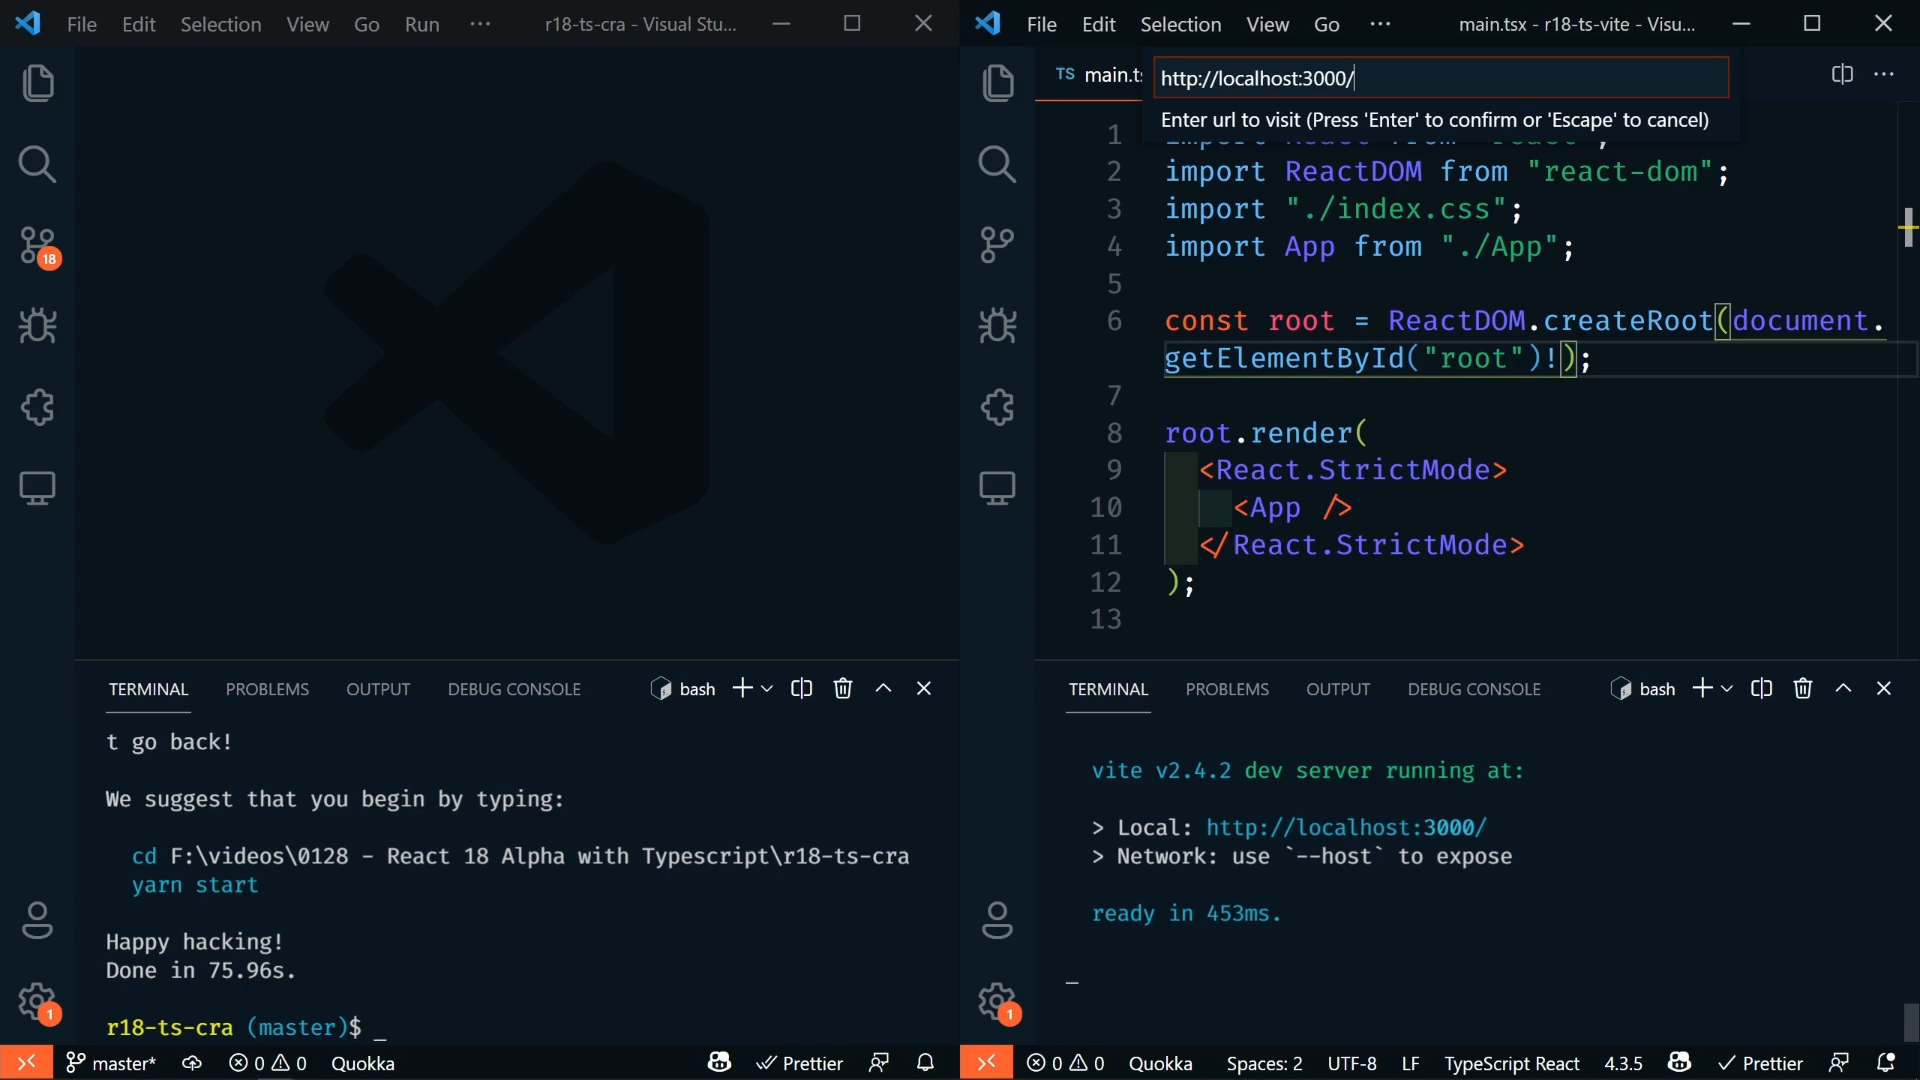 File Edit Selection View Go Run ··· r18-ts-cra - Visual Stu...
18
TERMINAL PROBLEMS OUTPUT DEBUG CONSOLE bash
t go back!
We suggest that you begin by typing:
cd F:\videos\0128 - React 18 Alpha with Typescript\r18-ts-cra
yarn start
Happy hacking!
Done in 75.96s.
r18-ts-cra (master)$ _
1
master* 0 0 Quokka Prettier
File Edit Selection View Go ··· main.tsx - r18-ts-vite - Visu...
TS main.ts
http://localhost:3000/
Enter url to visit (Press 'Enter' to confirm or 'Escape' to cancel)
1 import React from "react";
2 import ReactDOM from "react-dom";
3 import "./index.css";
4 import App from "./App";
5
6 const root = ReactDOM.createRoot(document.
getElementById("root")!);
7
8 root.render(
9 <React.StrictMode>
10 <App />
11 </React.StrictMode>
12 );
13
TERMINAL PROBLEMS OUTPUT DEBUG CONSOLE bash
vite v2.4.2 dev server running at:
> Local: http://localhost:3000/
> Network: use `--host` to expose
ready in 453ms.
_
1
0 0 Quokka Spaces: 2 UTF-8 LF TypeScript React 4.3.5 Prettier